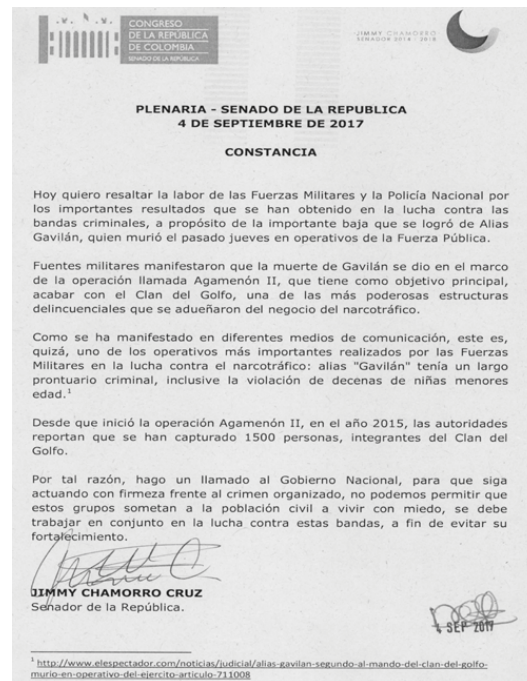 CONGRESO
DE LA REPÚBLICA
DE COLOMBIA
SENADO DE LA REPÚBLICA
JIMMY CHAMORRO
SENADOR 2014 - 2018
PLENARIA - SENADO DE LA REPUBLICA
4 DE SEPTIEMBRE DE 2017
CONSTANCIA
Hoy quiero resaltar la labor de las Fuerzas Militares y la Policía Nacional por
los importantes resultados que se han obtenido en la lucha contra las
bandas criminales, a propósito de la importante baja que se logró de Alias
Gavilán, quien murió el pasado jueves en operativos de la Fuerza Pública.
Fuentes militares manifestaron que la muerte de Gavilán se dio en el marco
de la operación llamada Agamenón II, que tiene como objetivo principal,
acabar con el Clan del Golfo, una de las más poderosas estructuras
delincuenciales que se adueñaron del negocio del narcotráfico.
Como se ha manifestado en diferentes medios de comunicación, este es,
quizá, uno de los operativos más importantes realizados por las Fuerzas
Militares en la lucha contra el narcotráfico: alias "Gavilán" tenía un largo
prontuario criminal, inclusive la violación de decenas de niñas menores
edad.¹
Desde que inició la operación Agamenón II, en el año 2015, las autoridades
reportan que se han capturado 1500 personas, integrantes del Clan del
Golfo.
Por tal razón, hago un llamado al Gobierno Nacional, para que siga
actuando con firmeza frente al crimen organizado, no podemos permitir que
estos grupos sometan a la población civil a vivir con miedo, se debe
trabajar en conjunto en la lucha contra estas bandas, a fin de evitar su
fortalecimiento.
JIMMY CHAMORRO CRUZ
Senador de la República.
4 SEP 2017
¹ http://www.elespectador.com/noticias/judicial/alias-gavilan-segundo-al-mando-del-clan-del-golfo-
murio-en-operativo-del-ejercito-articulo-711008